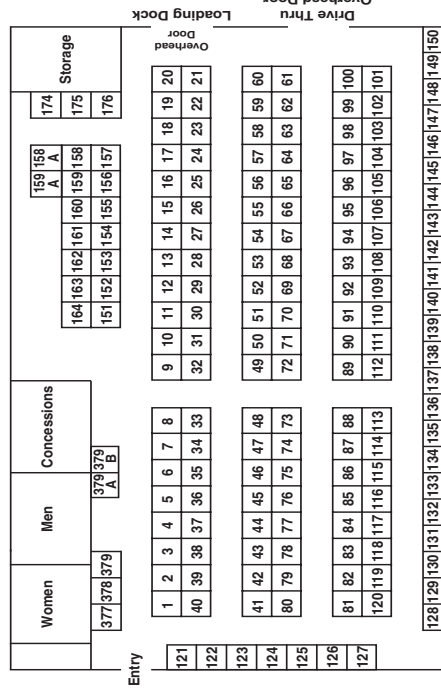 Loading Dock
Drive Thru
Overhead Door
Overhead
Door
Women
Men
Concessions
Storage
174
175
176
377 378 379
379 A
379 B
159 A
158 A
164 163 162 161 160 159 158
151 152 153 154 155 156 157
Entry
1 2 3 4 5 6 7 8 9 10 11 12 13 14 15 16 17 18 19 20
40 39 38 37 36 35 34 33 32 31 30 29 28 27 26 25 24 23 22 21
41 42 43 44 45 46 47 48 49 50 51 52 53 54 55 56 57 58 59 60
80 79 78 77 76 75 74 73 72 71 70 69 68 67 66 65 64 63 62 61
81 82 83 84 85 86 87 88 89 90 91 92 93 94 95 96 97 98 99 100
120 119 118 117 116 115 114 113 112 111 110 109 108 107 106 105 104 103 102 101
121
122
123
124
125
126
127
128 129 130 131 132 133 134 135 136 137 138 139 140 141 142 143 144 145 146 147 148 149 150